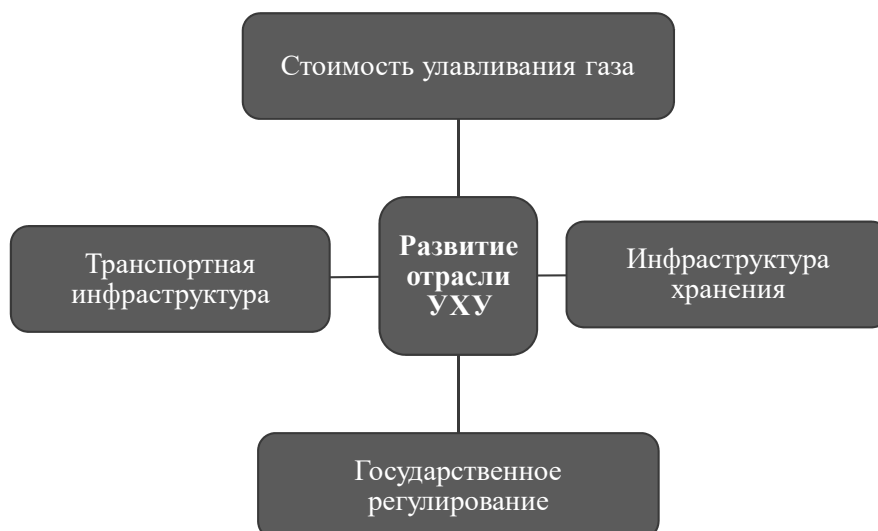 Стоимость улавливания газа
Транспортная
инфраструктура
Развитие
отрасли
УХУ
Инфраструктура
хранения
Государственное
регулирование